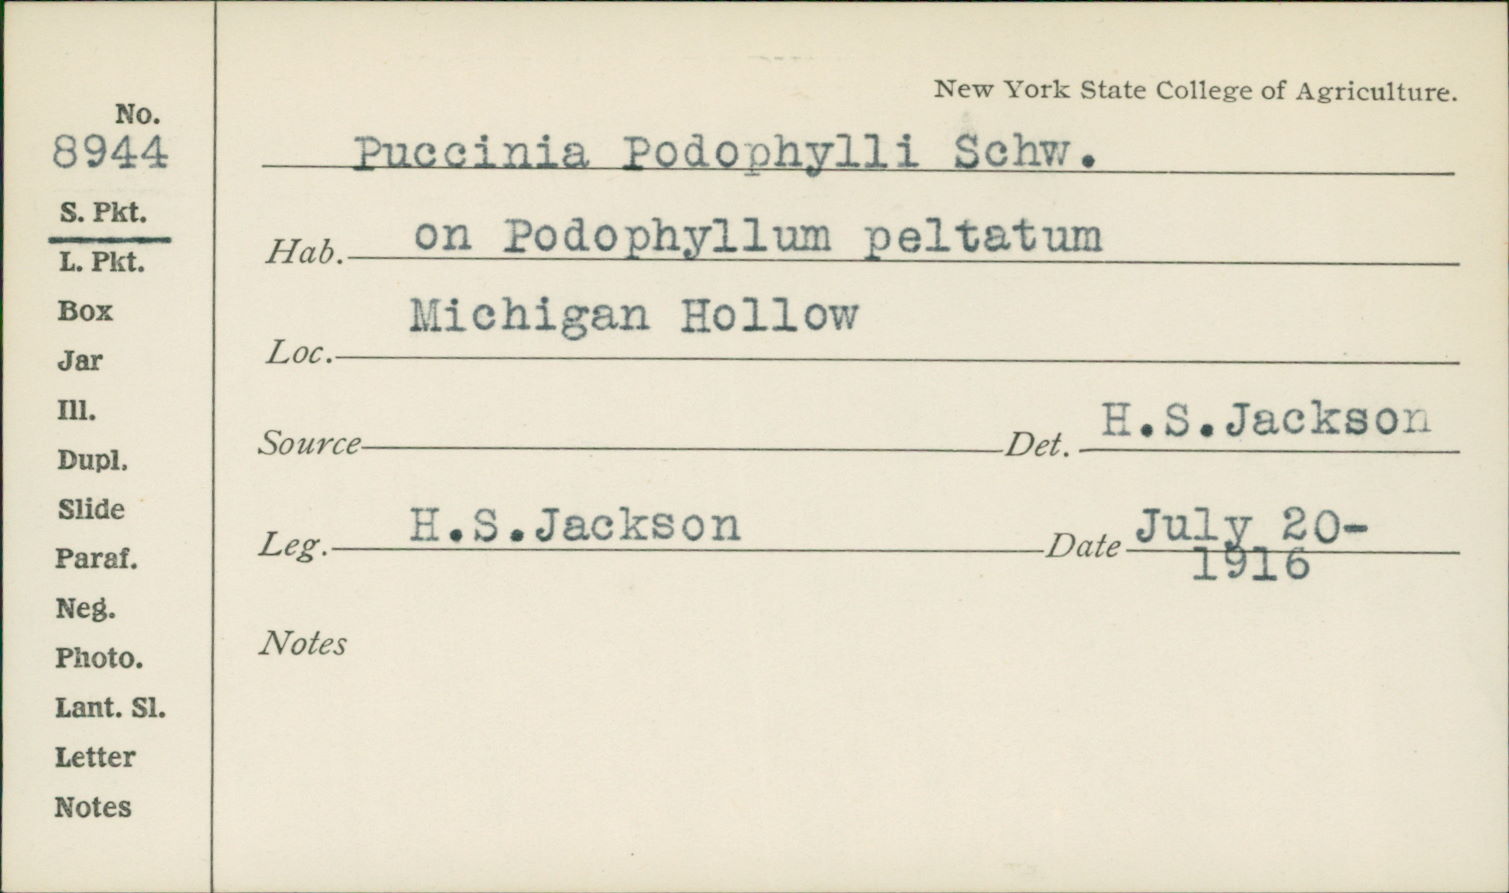 New York State College of Agriculture.
No.
8944
S. Pkt.
L. Pkt.
Box
Jar
Ill.
Dupl.
Slide
Paraf.
Neg.
Photo.
Lant. Sl.
Letter
Notes
Puccinia Podophylli Schw.
Hab. on Podophyllum peltatum
Loc. Michigan Hollow
Source Det. H.S.Jackson
Leg. H.S.Jackson Date July 20-
1916
Notes